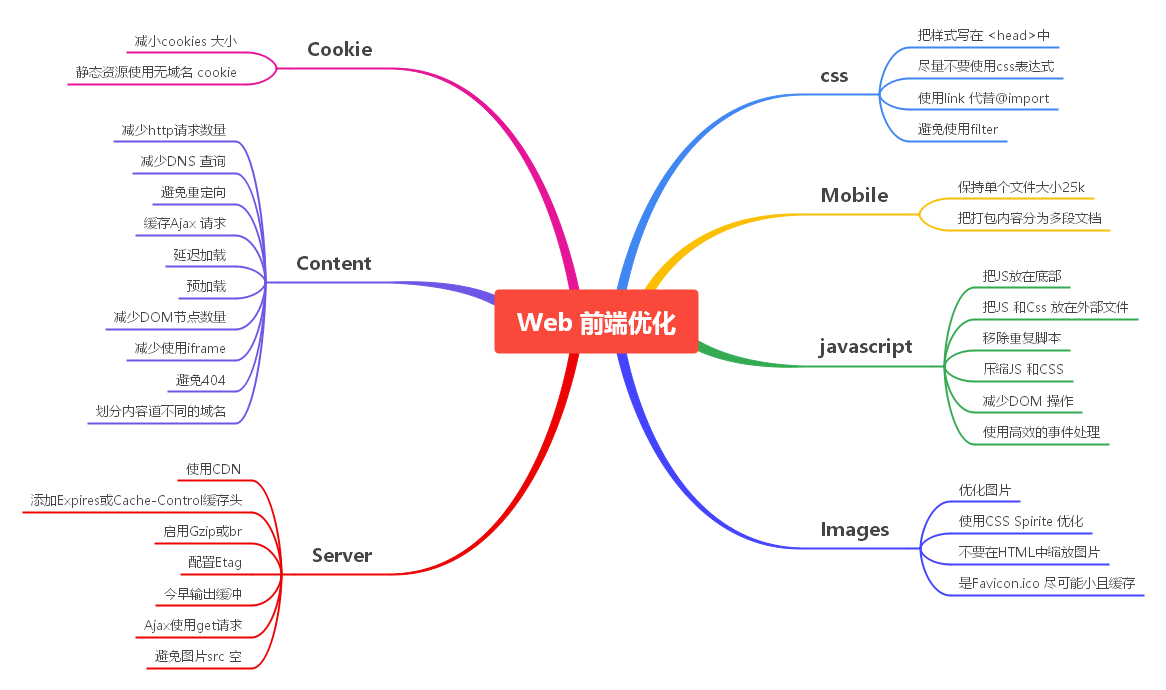 Web 前端优化
Cookie
减小cookies 大小
静态资源使用无域名 cookie
Content
减少http请求数量
减少DNS 查询
避免重定向
缓存Ajax 请求
延迟加载
预加载
减少DOM节点数量
减少使用iframe
避免404
划分内容道不同的域名
Server
使用CDN
添加Expires或Cache-Control缓存头
启用Gzip或br
配置Etag
今早输出缓冲
Ajax使用get请求
避免图片src 空
css
把样式写在 <head>中
尽量不要使用css表达式
使用link 代替@import
避免使用filter
Mobile
保持单个文件大小25k
把打包内容分为多段文档
javascript
把JS放在底部
把JS 和Css 放在外部文件
移除重复脚本
压缩JS 和CSS
减少DOM 操作
使用高效的事件处理
Images
优化图片
使用CSS Spirite 优化
不要在HTML中缩放图片
是Favicon.ico 尽可能小且缓存